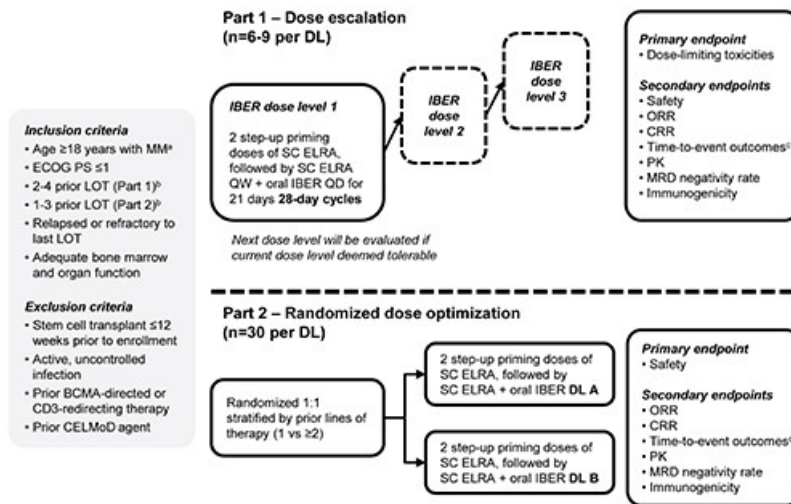 Part 1 – Dose escalation
(n=6-9 per DL)
IBER dose level 1
2 step-up priming
doses of SC ELRA,
followed by SC ELRA
QW + oral IBER QD for
21 days 28-day cycles
IBER
dose
level 2
IBER
dose
level 3
Next dose level will be evaluated if
current dose level deemed tolerable
Primary endpoint
• Dose-limiting toxicities
Secondary endpoints
• Safety
• ORR
• CRR
• Time-to-event outcomesᶜ
• PK
• MRD negativity rate
• Immunogenicity
Inclusion criteria
• Age ≥18 years with MMᵃ
• ECOG PS ≤1
• 2-4 prior LOT (Part 1)ᵇ
• 1-3 prior LOT (Part 2)ᵇ
• Relapsed or refractory to
last LOT
• Adequate bone marrow
and organ function
Exclusion criteria
• Stem cell transplant ≤12
weeks prior to enrollment
• Active, uncontrolled
infection
• Prior BCMA-directed or
CD3-redirecting therapy
• Prior CELMoD agent
Part 2 – Randomized dose optimization
(n=30 per DL)
Randomized 1:1
stratified by prior lines of
therapy (1 vs ≥2)
2 step-up priming doses of
SC ELRA, followed by
SC ELRA + oral IBER DL A
2 step-up priming doses of
SC ELRA, followed by
SC ELRA + oral IBER DL B
Primary endpoint
• Safety
Secondary endpoints
• ORR
• CRR
• Time-to-event outcomesᶜ
• PK
• MRD negativity rate
• Immunogenicity